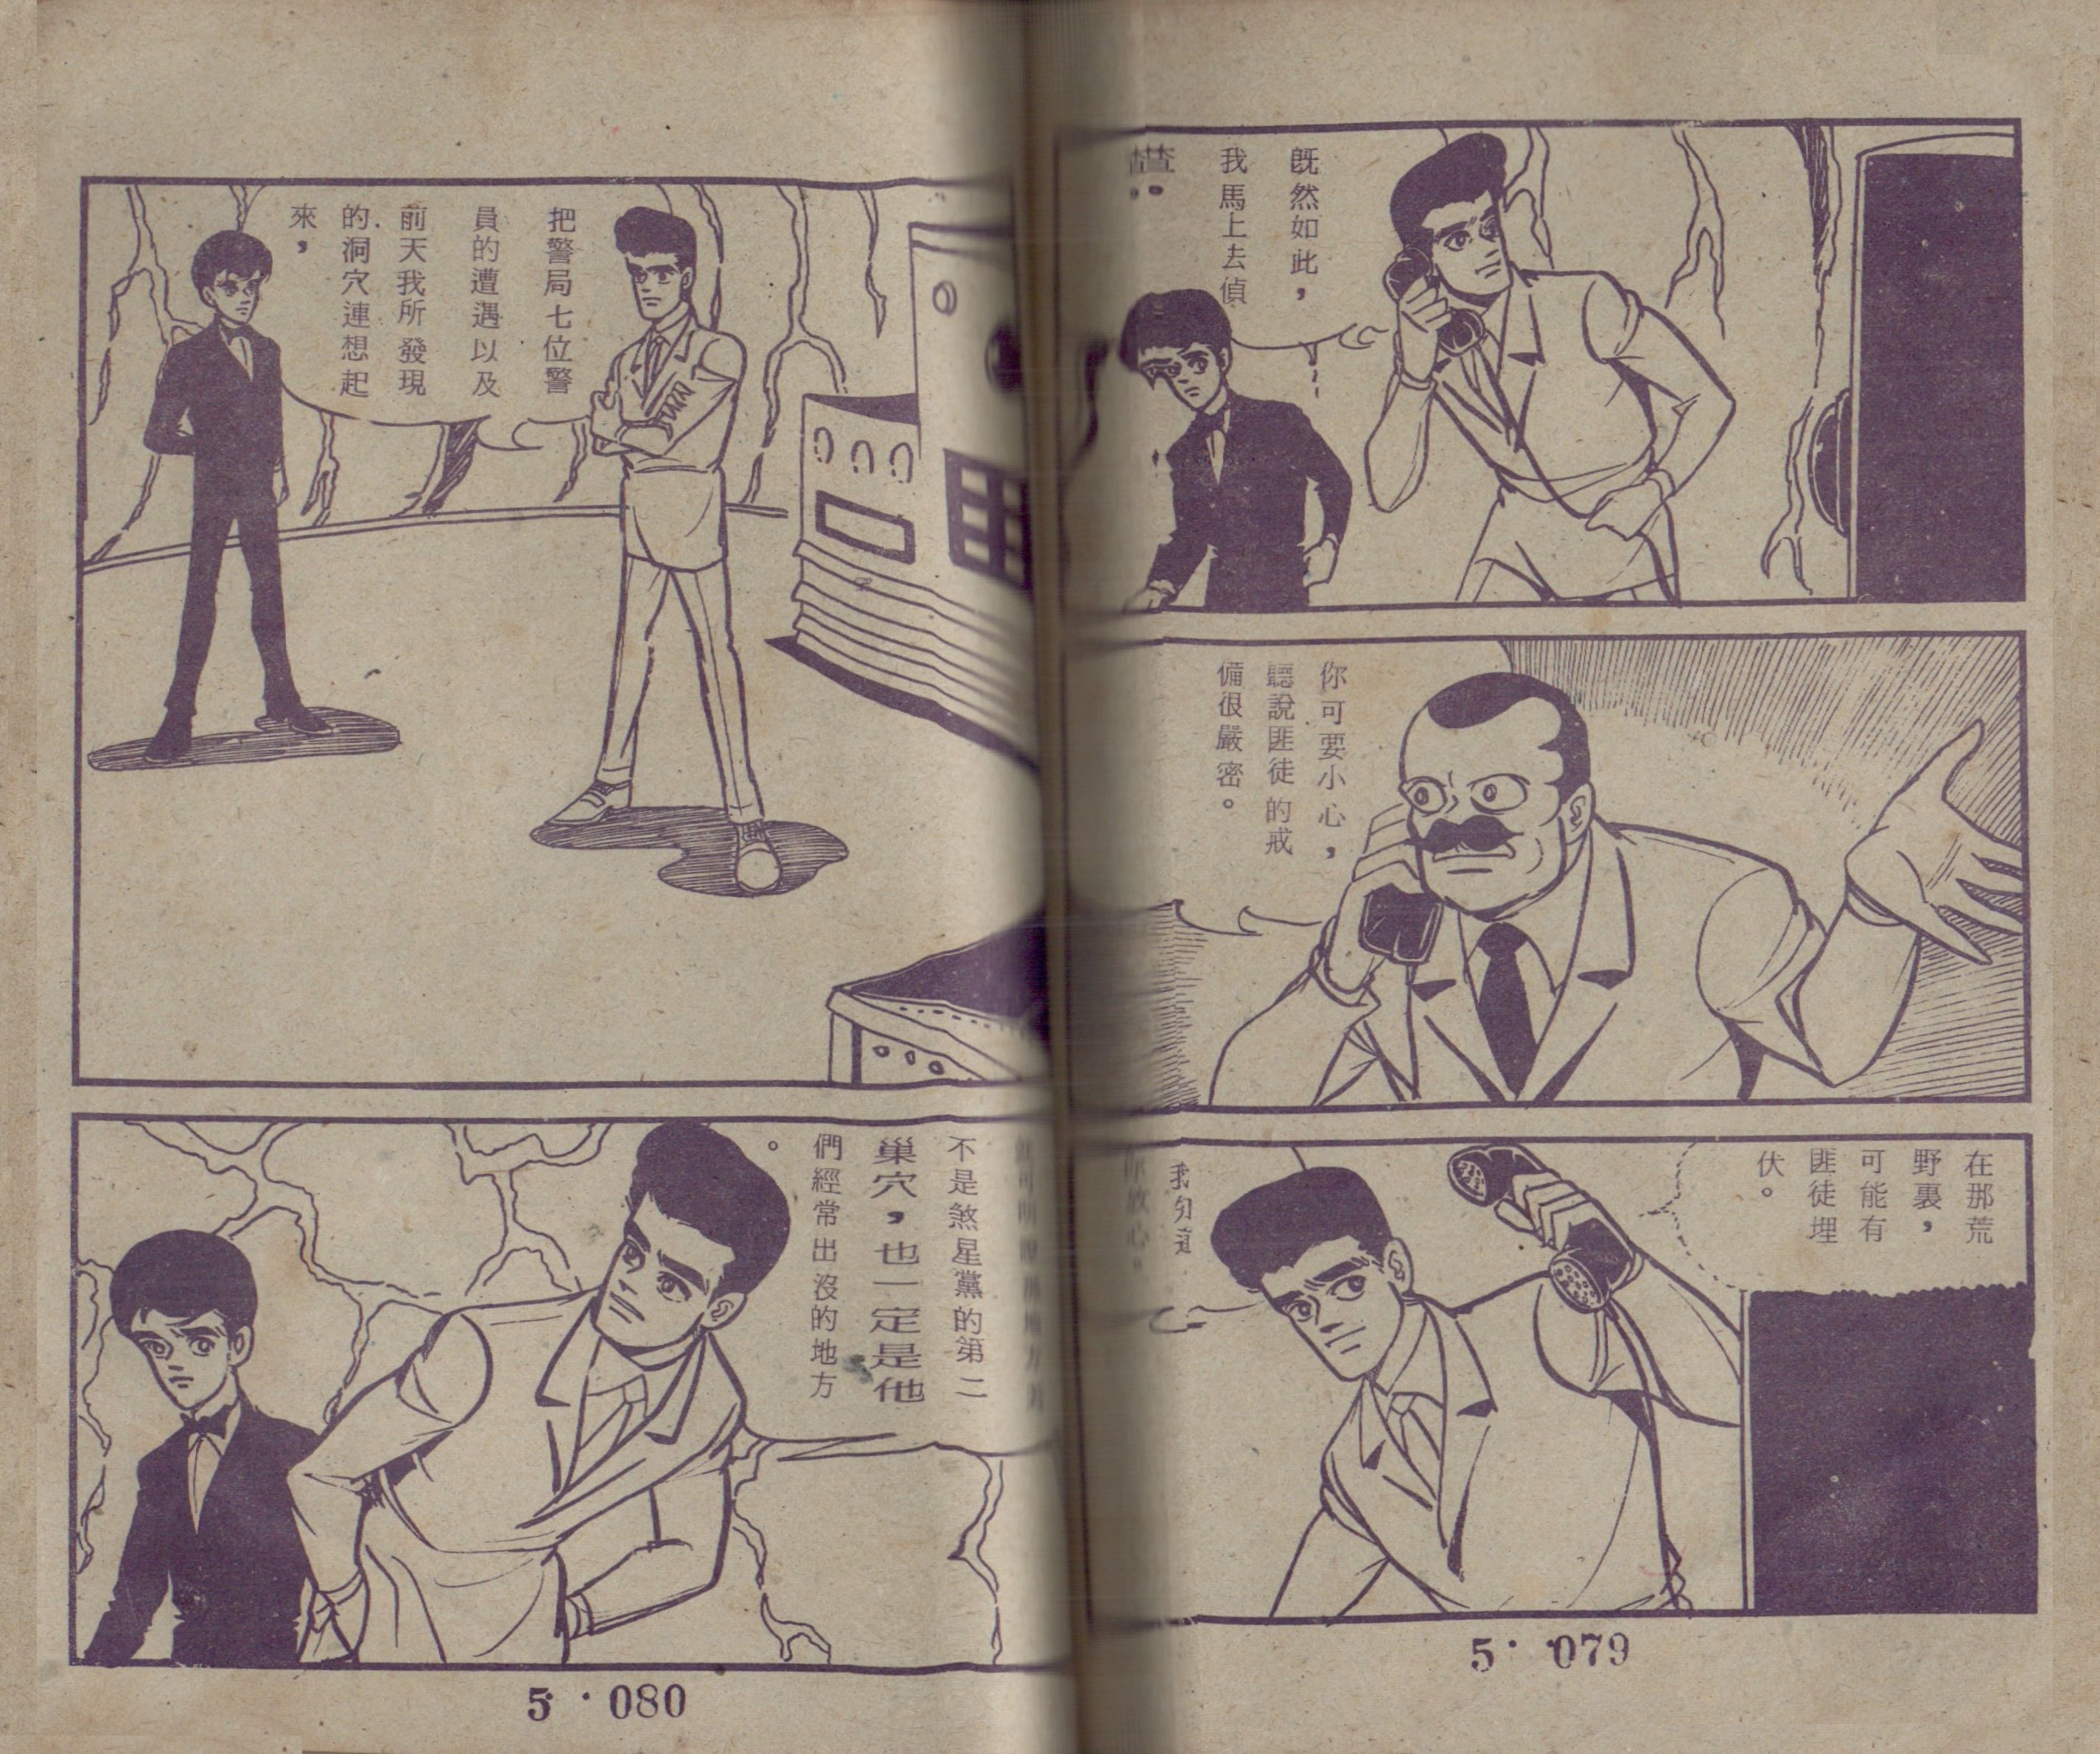 既然如此，
我馬上去偵
查。
你可要小心，
聽說匪徒的戒
備很嚴密。
在那荒
野裏，
可能有
匪徒埋
伏。
我知道
你放心。
5··079
把警局七位警
員的遭遇以及
前天我所發現
的洞穴連想起
來，
不是煞星黨的第二
巢穴，也一定是他
們經常出沒的地方
。
5·080